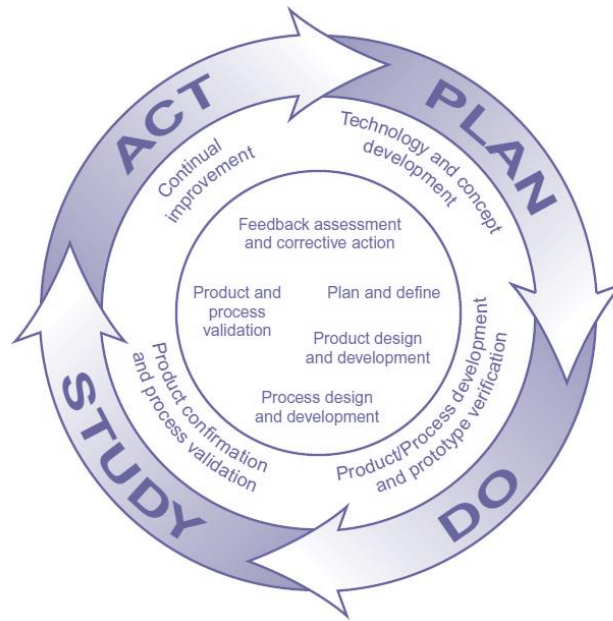 ACT
PLAN
Continual
improvement
Technology and concept
development
Feedback assessment
and corrective action
Product and
process
validation
Plan and define
Product design
and development
Process design
and development
Product confirmation
and process validation
Product/Process development
and prototype verification
STUDY
DO